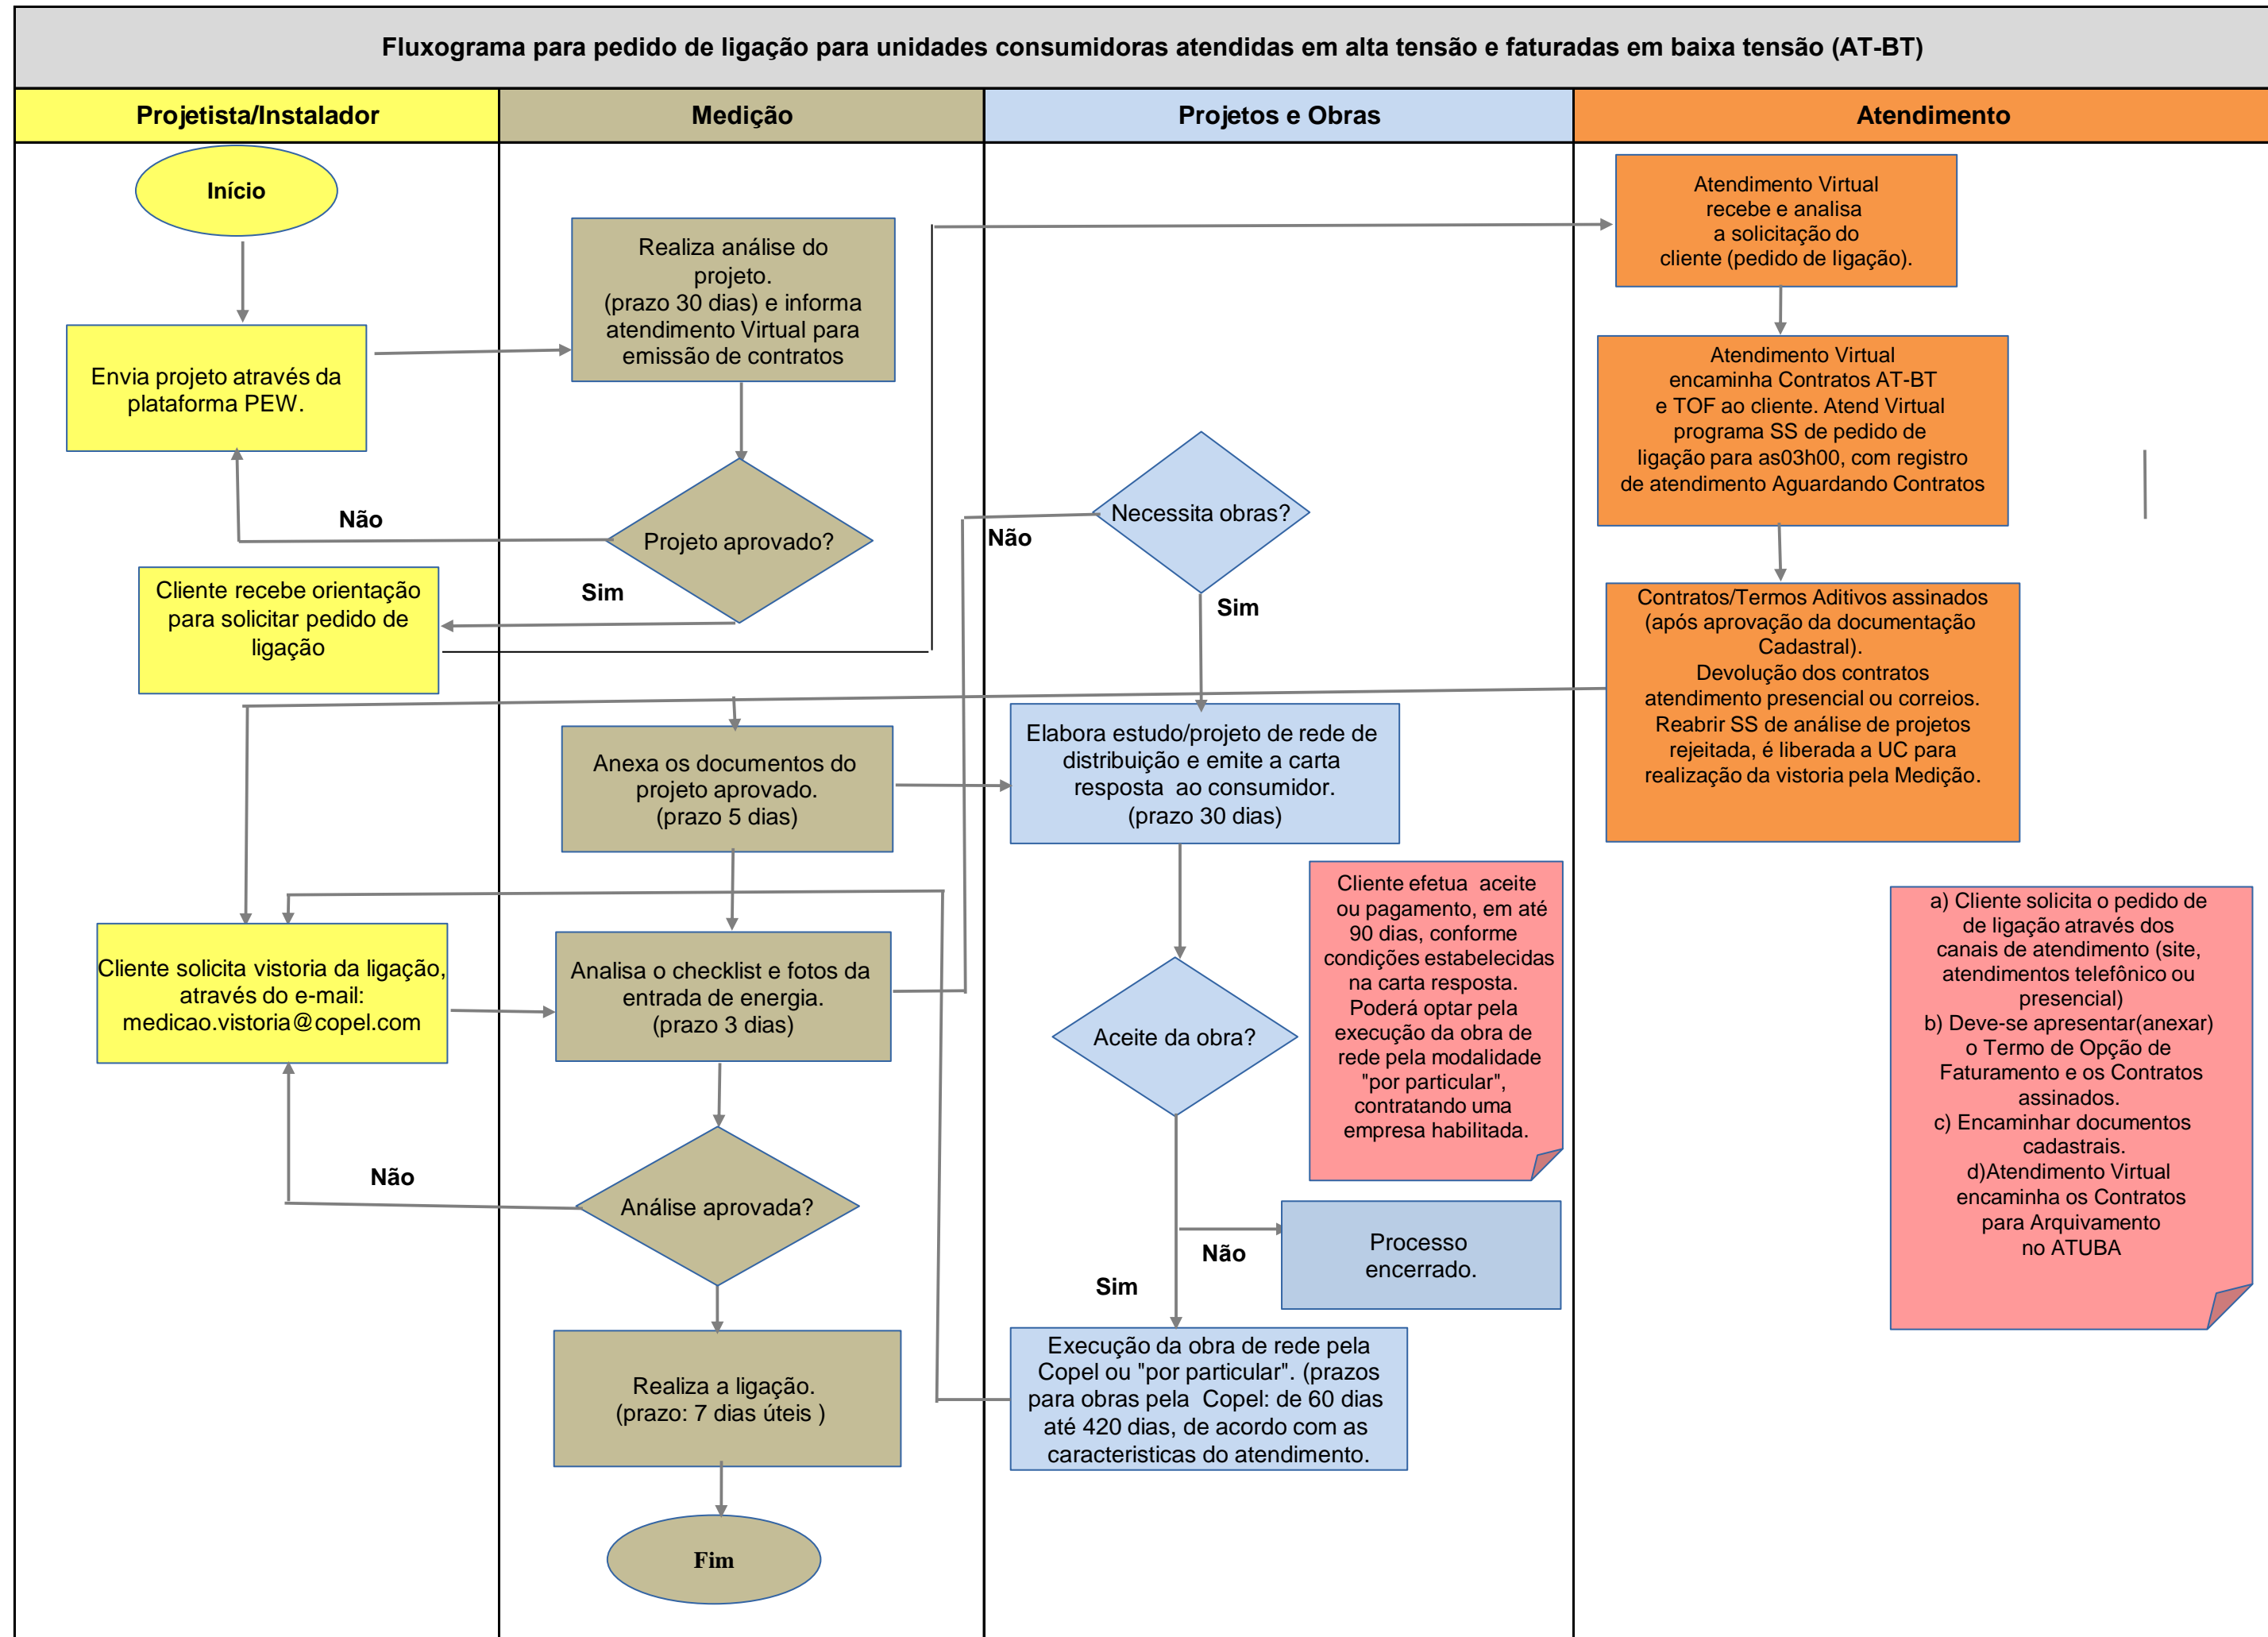 Fluxograma para pedido de ligação para unidades consumidoras atendidas em alta tensão e faturadas em baixa tensão (AT-BT)
Projetista/Instalador
Medição
Projetos e Obras
Atendimento
Início
Envia projeto através da
plataforma PEW.
Não
Cliente recebe orientação
para solicitar pedido de
ligação
Cliente solicita vistoria da ligação,
através do e-mail:
medicao.vistoria@copel.com
Não
Realiza análise do
projeto.
(prazo 30 dias) e informa
atendimento Virtual para
emissão de contratos
Projeto aprovado?
Sim
Anexa os documentos do
projeto aprovado.
(prazo 5 dias)
Analisa o checklist e fotos da
entrada de energia.
(prazo 3 dias)
Análise aprovada?
Realiza a ligação.
(prazo: 7 dias úteis )
Fim
Necessita obras?
Não
Sim
Elabora estudo/projeto de rede de
distribuição e emite a carta
resposta  ao consumidor.
(prazo 30 dias)
Aceite da obra?
Cliente efetua  aceite
ou pagamento, em até
90 dias, conforme
condições estabelecidas
na carta resposta.
Poderá optar pela
execução da obra de
rede pela modalidade
"por particular",
contratando uma
empresa habilitada.
Não
Processo
encerrado.
Sim
Execução da obra de rede pela
Copel ou "por particular". (prazos
para obras pela  Copel: de 60 dias
até 420 dias, de acordo com as
caracteristicas do atendimento.
Atendimento Virtual
recebe e analisa
a solicitação do
cliente (pedido de ligação).
Atendimento Virtual
encaminha Contratos AT-BT
e TOF ao cliente. Atend Virtual
programa SS de pedido de
ligação para as03h00, com registro
de atendimento Aguardando Contratos
Contratos/Termos Aditivos assinados
(após aprovação da documentação
Cadastral).
Devolução dos contratos
atendimento presencial ou correios.
Reabrir SS de análise de projetos
rejeitada, é liberada a UC para
realização da vistoria pela Medição.
a) Cliente solicita o pedido de
de ligação através dos
canais de atendimento (site,
atendimentos telefônico ou
presencial)
b) Deve-se apresentar(anexar)
o Termo de Opção de
Faturamento e os Contratos
assinados.
c) Encaminhar documentos
cadastrais.
d)Atendimento Virtual
encaminha os Contratos
para Arquivamento
no ATUBA